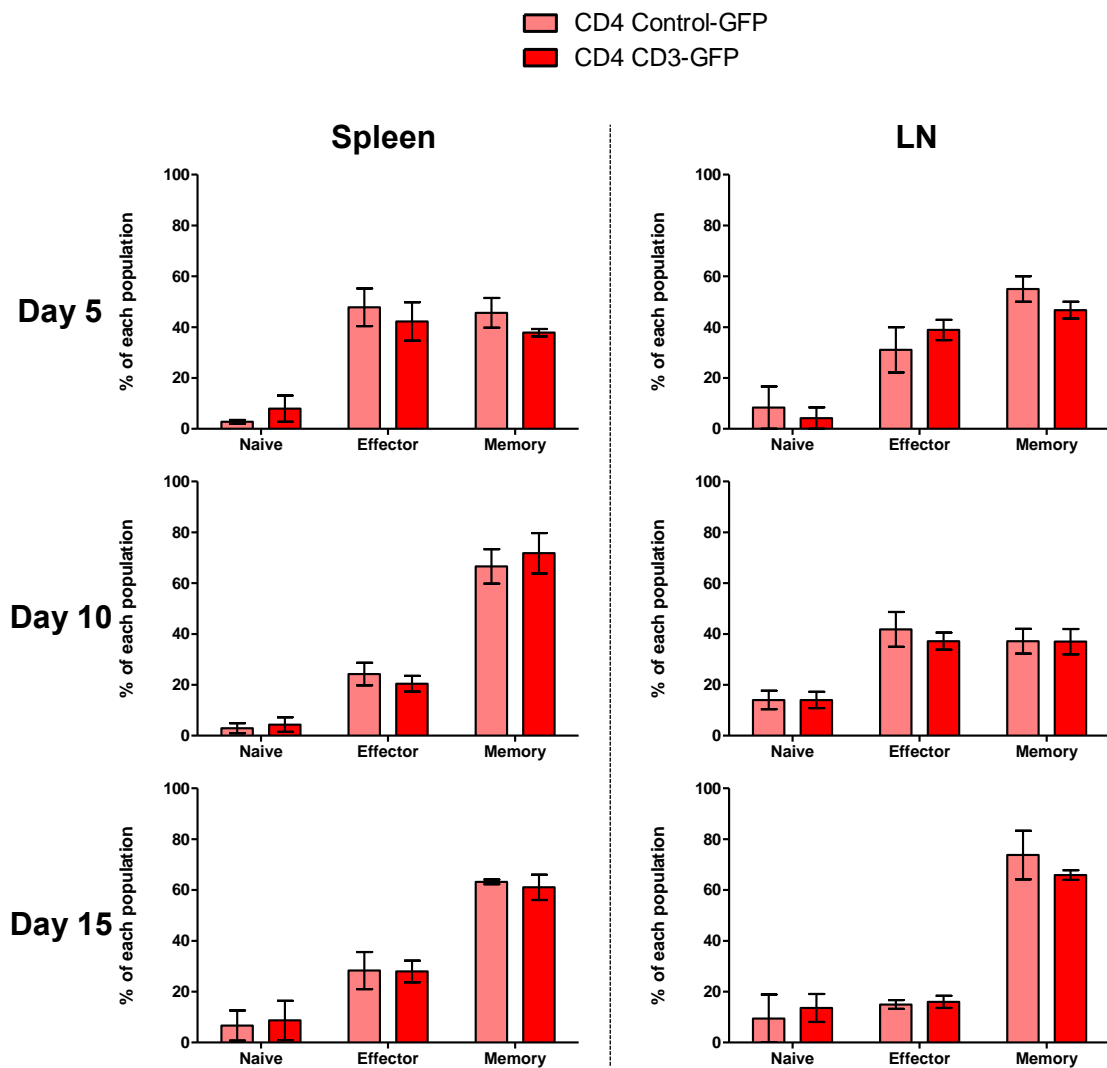 CD4 Control-GFP
CD4 CD3-GFP
Spleen
LN
Day 5
% of each population
100
80
60
40
20
0
Naive Effector Memory
% of each population
100
80
60
40
20
0
Naive Effector Memory
Day 10
% of each population
100
80
60
40
20
0
Naive Effector Memory
% of each population
100
80
60
40
20
0
Naive Effector Memory
Day 15
% of each population
100
80
60
40
20
0
Naive Effector Memory
% of each population
100
80
60
40
20
0
Naive Effector Memory